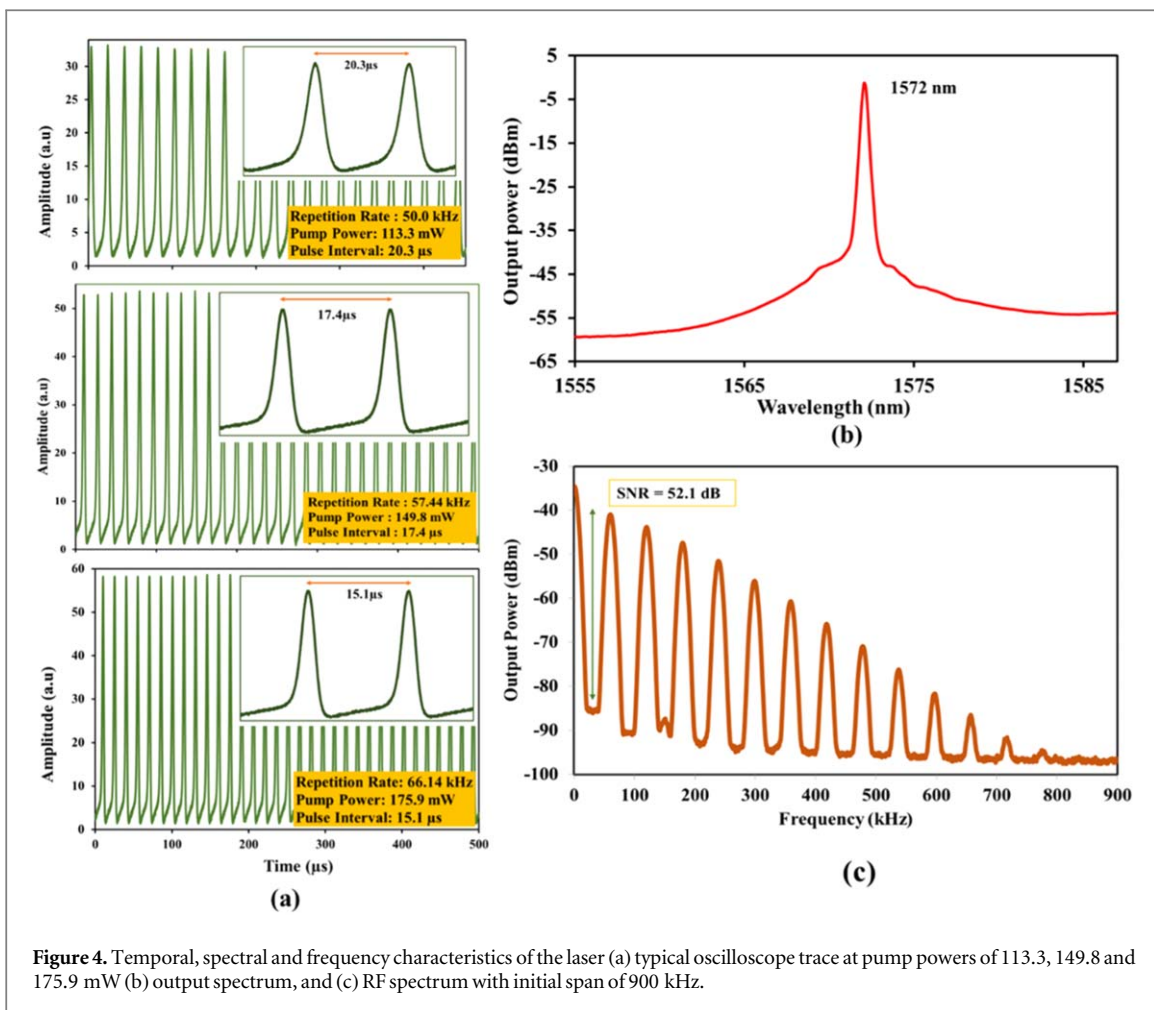 30
25
20
15
10
5
0
Amplitude (a.u)
20.3µs
Repetition Rate : 50.0 kHz
Pump Power: 113.3 mW
Pulse Interval: 20.3 µs
50
40
30
20
10
0
Amplitude (a.u)
17.4µs
Repetition Rate : 57.44 kHz
Pump Power : 149.8 mW
Pulse Interval : 17.4 µs
60
50
40
30
20
10
0
Amplitude (a.u)
15.1µs
Repetition Rate: 66.14 kHz
Pump Power: 175.9 mW
Pulse Interval: 15.1 µs
0 100 200 300 400 500
Time (µs)
(a)
5
-5
-15
-25
-35
-45
-55
-65
Output power (dBm)
1572 nm
1555 1565 1575 1585
Wavelength (nm)
(b)
-30
-40
-50
-60
-70
-80
-90
-100
Output Power (dBm)
SNR = 52.1 dB
0 100 200 300 400 500 600 700 800 900
Frequency (kHz)
(c)
Figure 4. Temporal, spectral and frequency characteristics of the laser (a) typical oscilloscope trace at pump powers of 113.3, 149.8 and
175.9 mW (b) output spectrum, and (c) RF spectrum with initial span of 900 kHz.